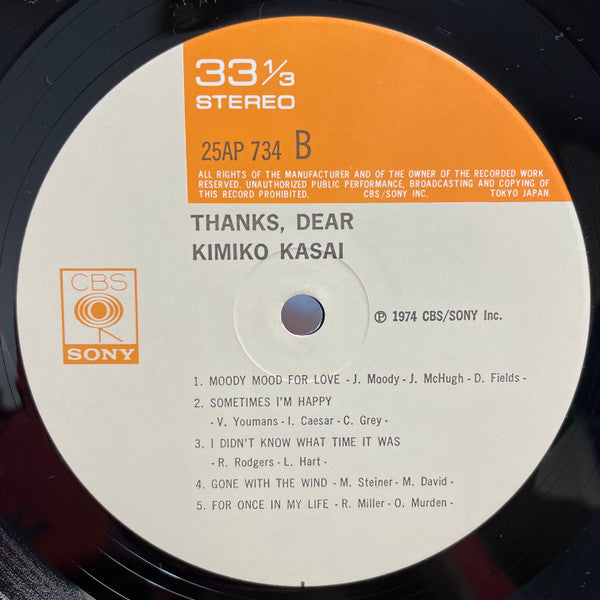 33 1/3
STEREO
25AP 734 B
ALL RIGHTS OF THE MANUFACTURER AND OF THE OWNER OF THE RECORDED WORK
RESERVED. UNAUTHORIZED PUBLIC PERFORMANCE, BROADCASTING AND COPYING OF
THIS RECORD PROHIBITED. CBS/SONY INC. TOKYO JAPAN.
THANKS, DEAR
KIMIKO KASAI
CBS
SONY
℗ 1974 CBS/SONY Inc.
1. MOODY MOOD FOR LOVE - J. Moody - J. McHugh - D. Fields -
2. SOMETIMES I'M HAPPY
- V. Youmans - I. Caesar - C. Grey -
3. I DIDN'T KNOW WHAT TIME IT WAS
- R. Rodgers - L. Hart -
4. GONE WITH THE WIND - M. Steiner - M. David -
5. FOR ONCE IN MY LIFE - R. Miller - O. Murden -